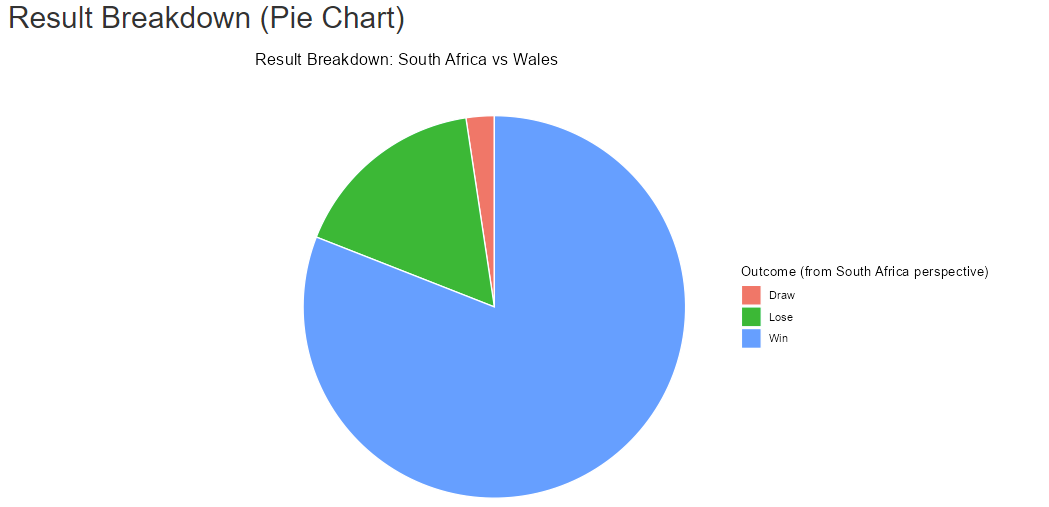 Result Breakdown (Pie Chart)
Result Breakdown: South Africa vs Wales
Outcome (from South Africa perspective)
Draw
Lose
Win